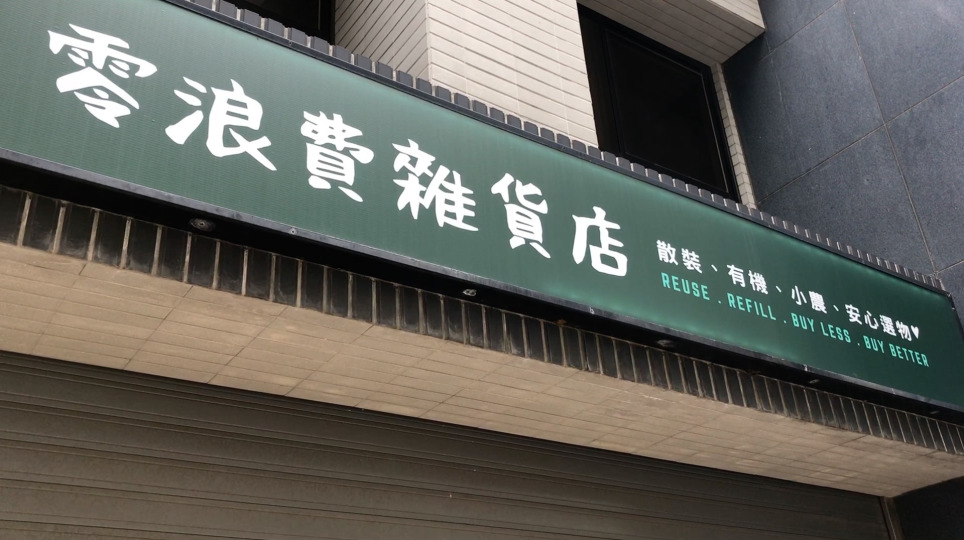 零浪費雜貨店
散裝、有機、小農、安心選物♥
REUSE . REFILL . BUY LESS . BUY BETTER